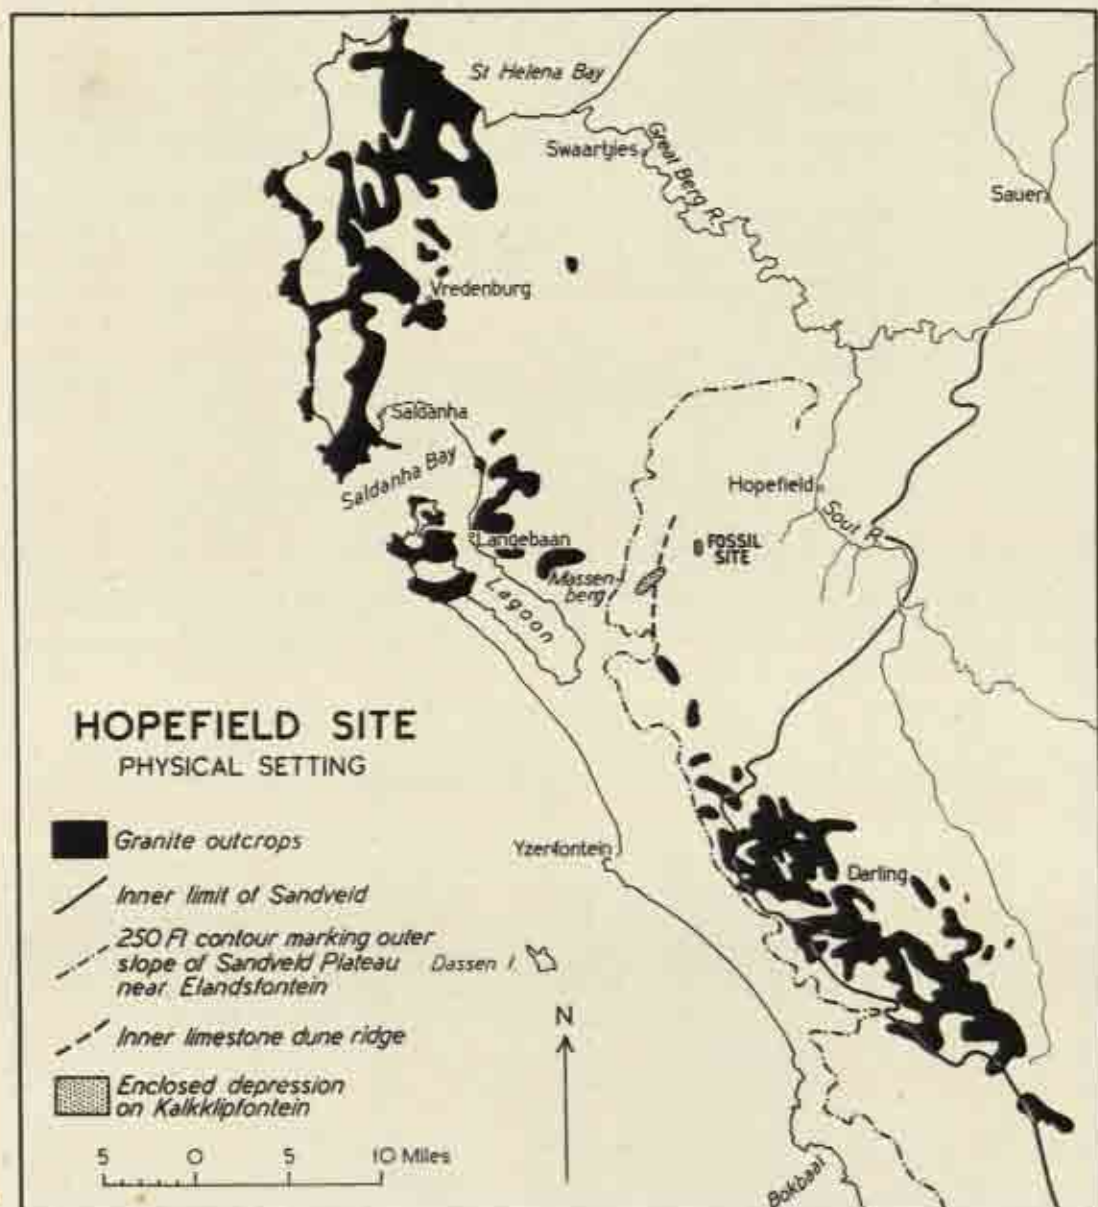 St Helena Bay
Swaartjies
Great Berg R.
Sauer
Vredenburg
Saldanha
Saldanha Bay
Hopefield
Sout R.
Langebaan
FOSSIL
SITE
Massen-
berg
Lagoon
HOPEFIELD SITE
PHYSICAL SETTING
Granite outcrops
Inner limit of Sandveld
250 Ft contour marking outer
slope of Sandveld Plateau
near Elandsfontein
Inner limestone dune ridge
Enclosed depression
on Kalkklipfontein
5 0 5 10 Miles
Yzerfontein
Darling
Dassen I.
N
Bokbaai